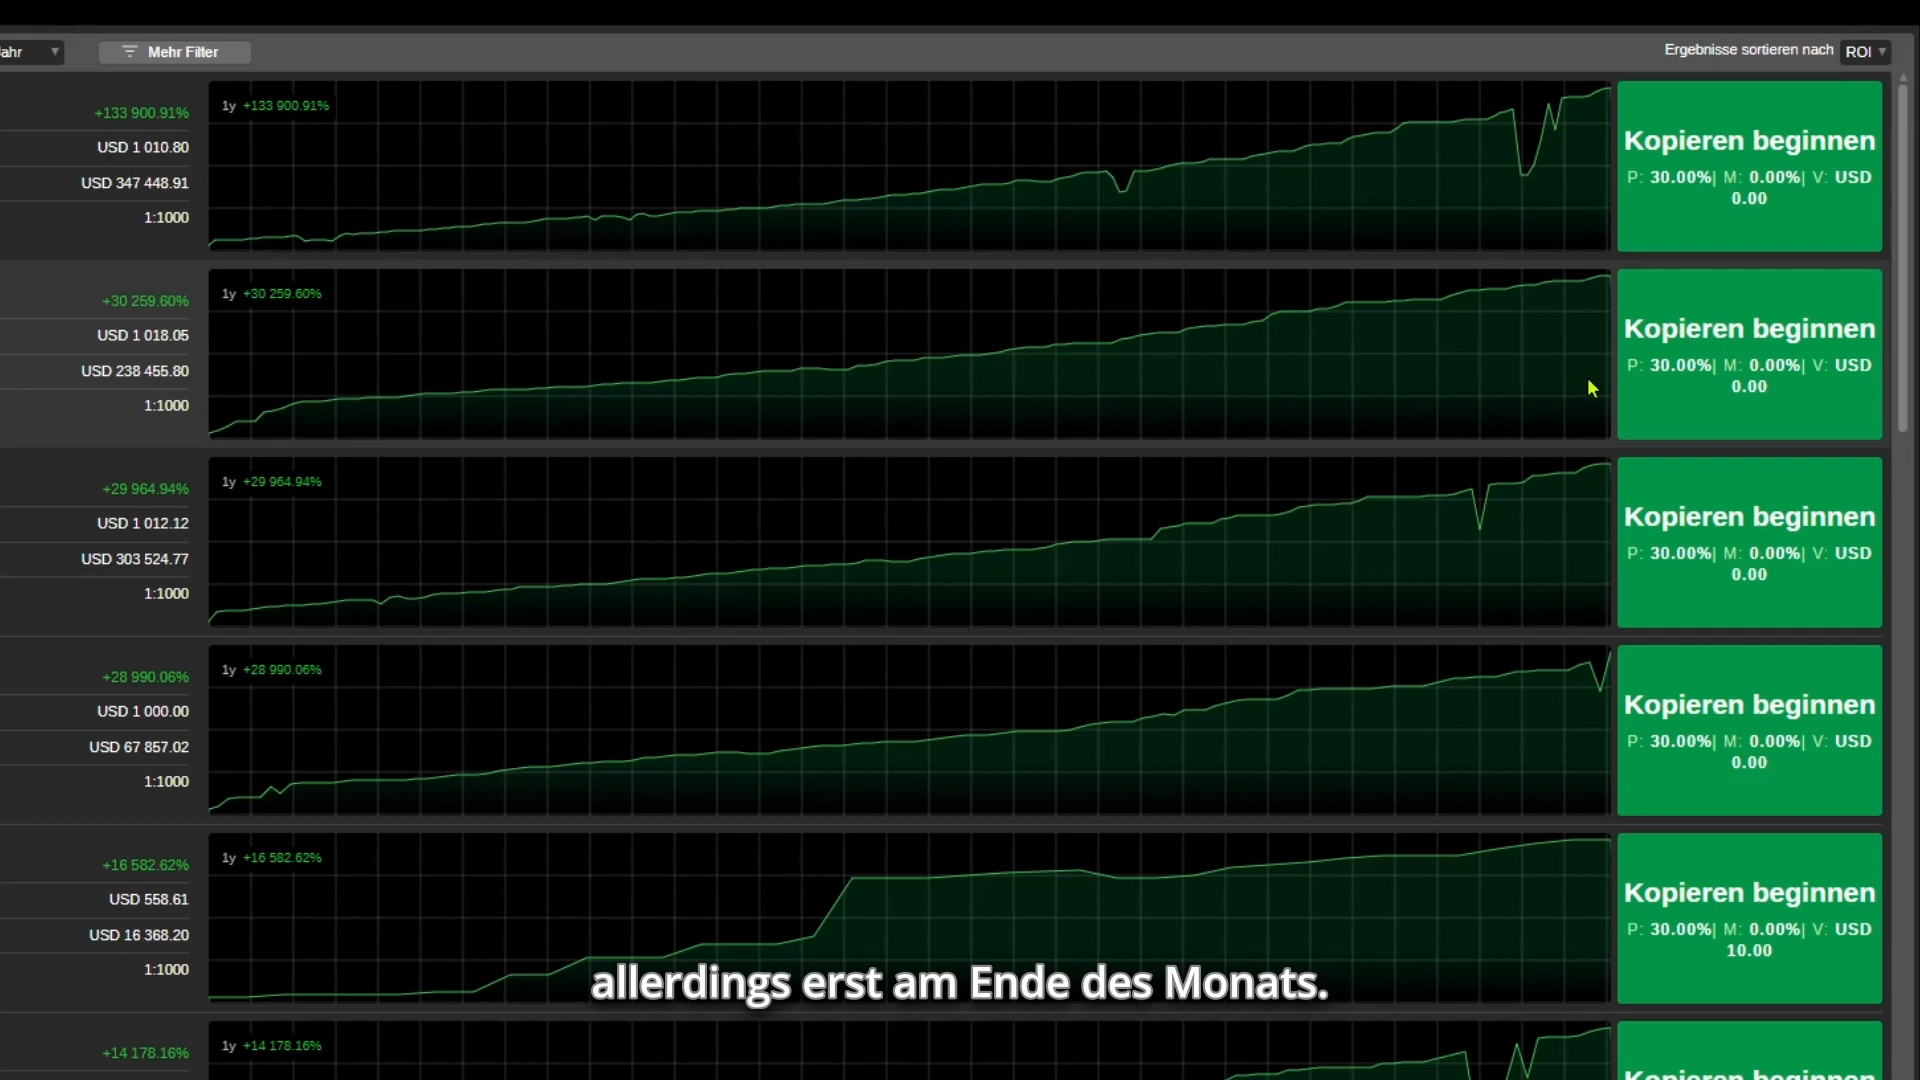 Jahr
Mehr Filter
Ergebnisse sortieren nach ROI
+133 900.91%
USD 1 010.80
USD 347 448.91
1:1000
1y +133 900.91%
Kopieren beginnen
P: 30.00%| M: 0.00%| V: USD
0.00
+30 259.60%
USD 1 018.05
USD 238 455.80
1:1000
1y +30 259.60%
Kopieren beginnen
P: 30.00%| M: 0.00%| V: USD
0.00
+29 964.94%
USD 1 012.12
USD 303 524.77
1:1000
1y +29 964.94%
Kopieren beginnen
P: 30.00%| M: 0.00%| V: USD
0.00
+28 990.06%
USD 1 000.00
USD 67 857.02
1:1000
1y +28 990.06%
Kopieren beginnen
P: 30.00%| M: 0.00%| V: USD
0.00
+16 582.62%
USD 558.61
USD 16 368.20
1:1000
1y +16 582.62%
Kopieren beginnen
P: 30.00%| M: 0.00%| V: USD
10.00
allerdings erst am Ende des Monats.
+14 178.16%
1y +14 178.16%
Kopieren beginnen